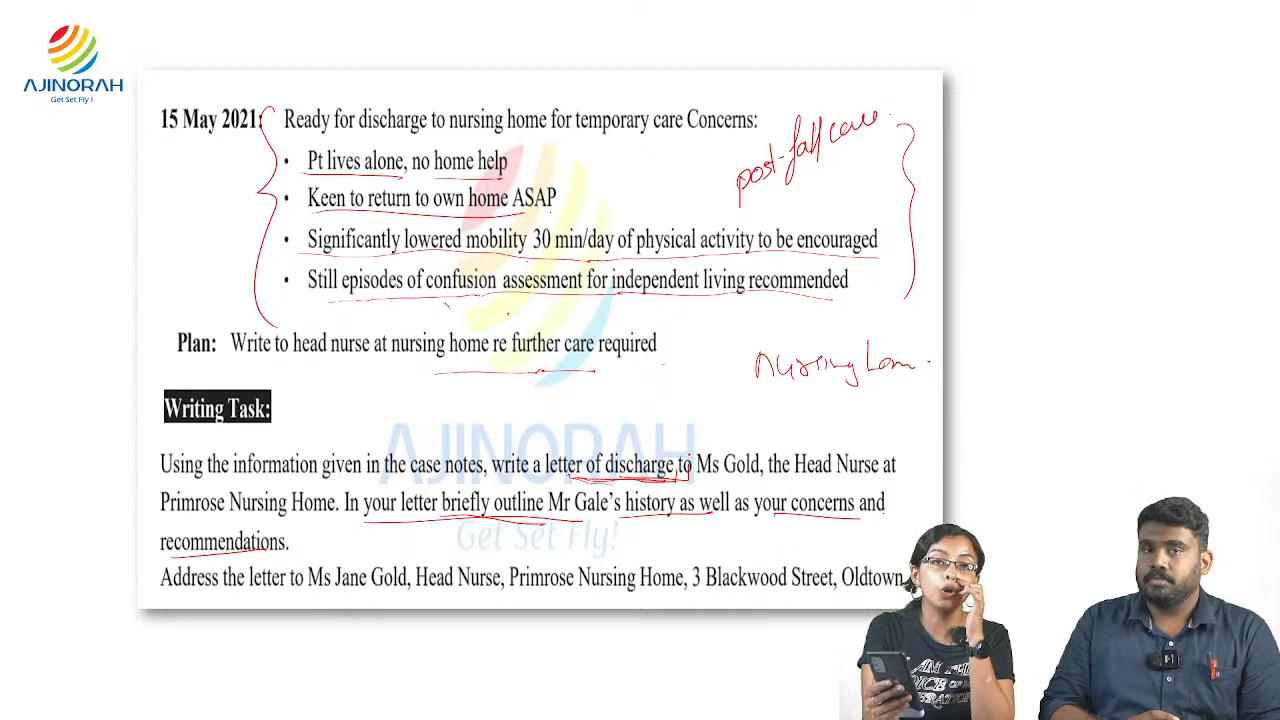 AJINORAH
Get Set Fly !
15 May 2021: Ready for discharge to nursing home for temporary care Concerns:
• Pt lives alone, no home help
• Keen to return to own home ASAP
• Significantly lowered mobility 30 min/day of physical activity to be encouraged
• Still episodes of confusion assessment for independent living recommended
post-fall care
Plan: Write to head nurse at nursing home re further care required
nursing hom
Writing Task:
AJINORAH
Using the information given in the case notes, write a letter of discharge to Ms Gold, the Head Nurse at
Primrose Nursing Home. In your letter briefly outline Mr Gale's history as well as your concerns and
Get Set Fly!
recommendations.
Address the letter to Ms Jane Gold, Head Nurse, Primrose Nursing Home, 3 Blackwood Street, Oldtown